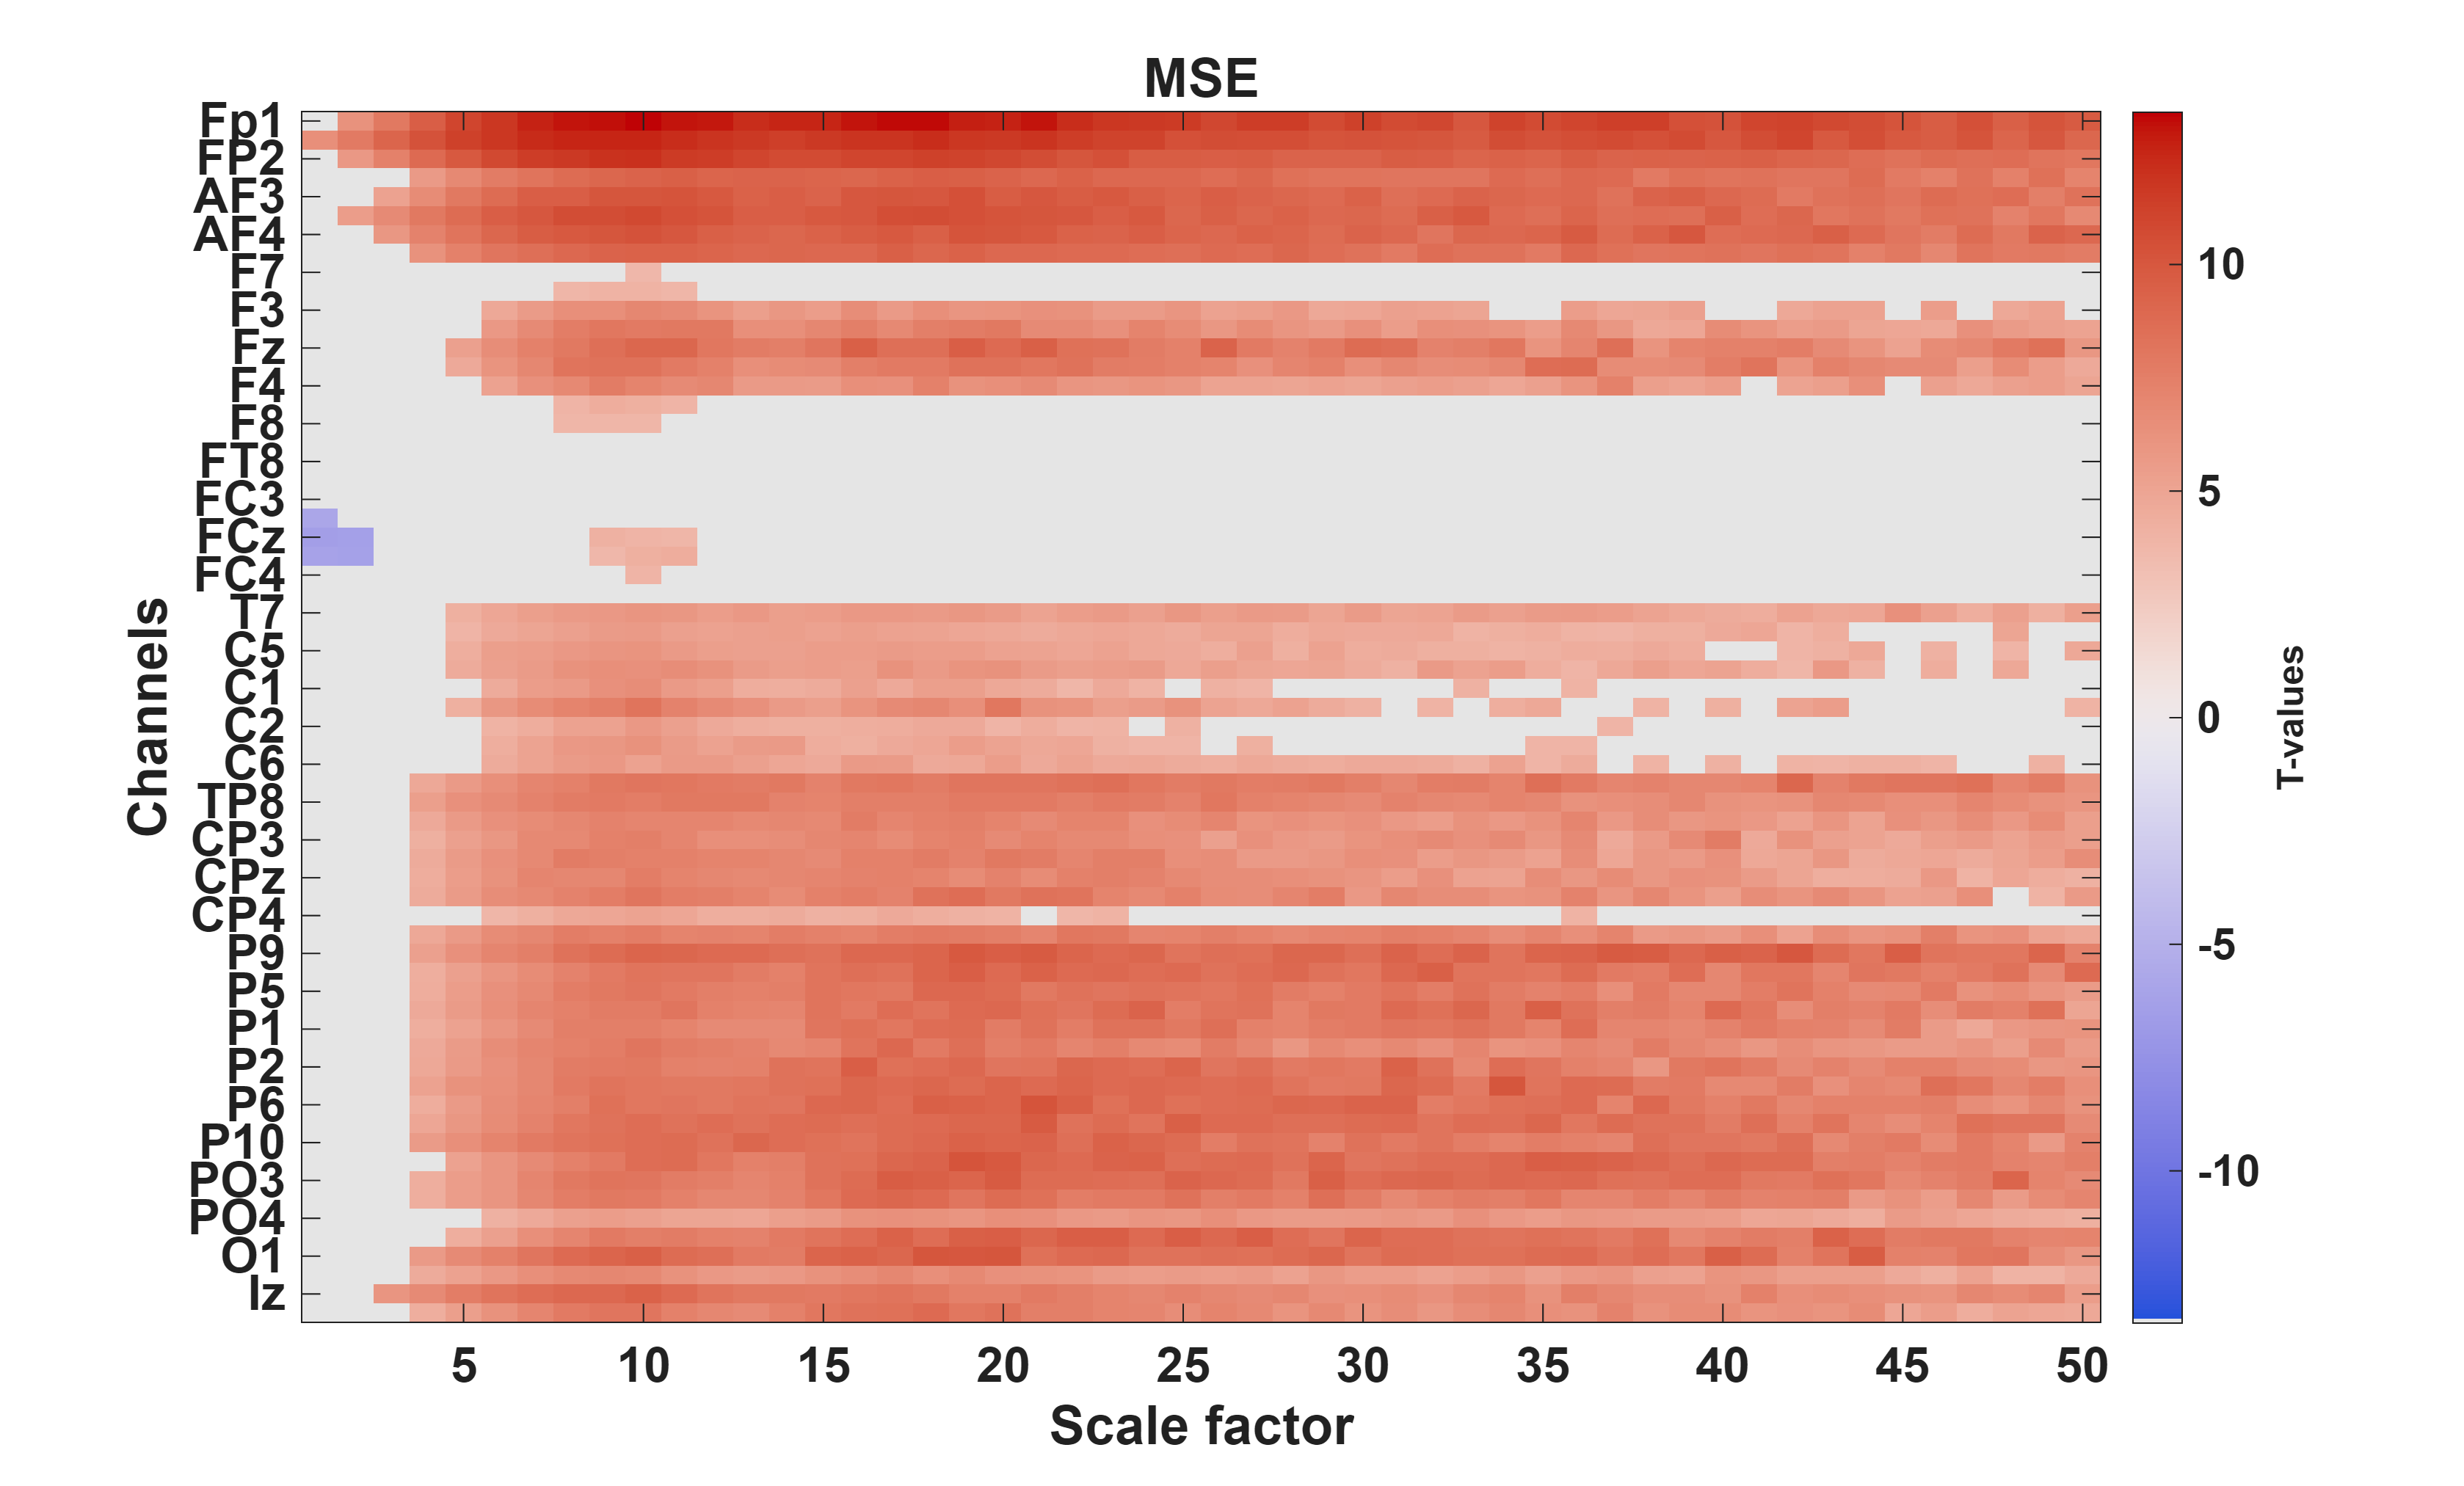 MSE
Fp1
FP2
AF3
AF4
F7
F3
Fz
F4
F8
FT8
FC3
FCz
FC4
T7
C5
C1
C2
C6
TP8
CP3
CPz
CP4
P9
P5
P1
P2
P6
P10
PO3
PO4
O1
Iz
Channels
5 10 15 20 25 30 35 40 45 50
Scale factor
10
5
0
-5
-10
T-values